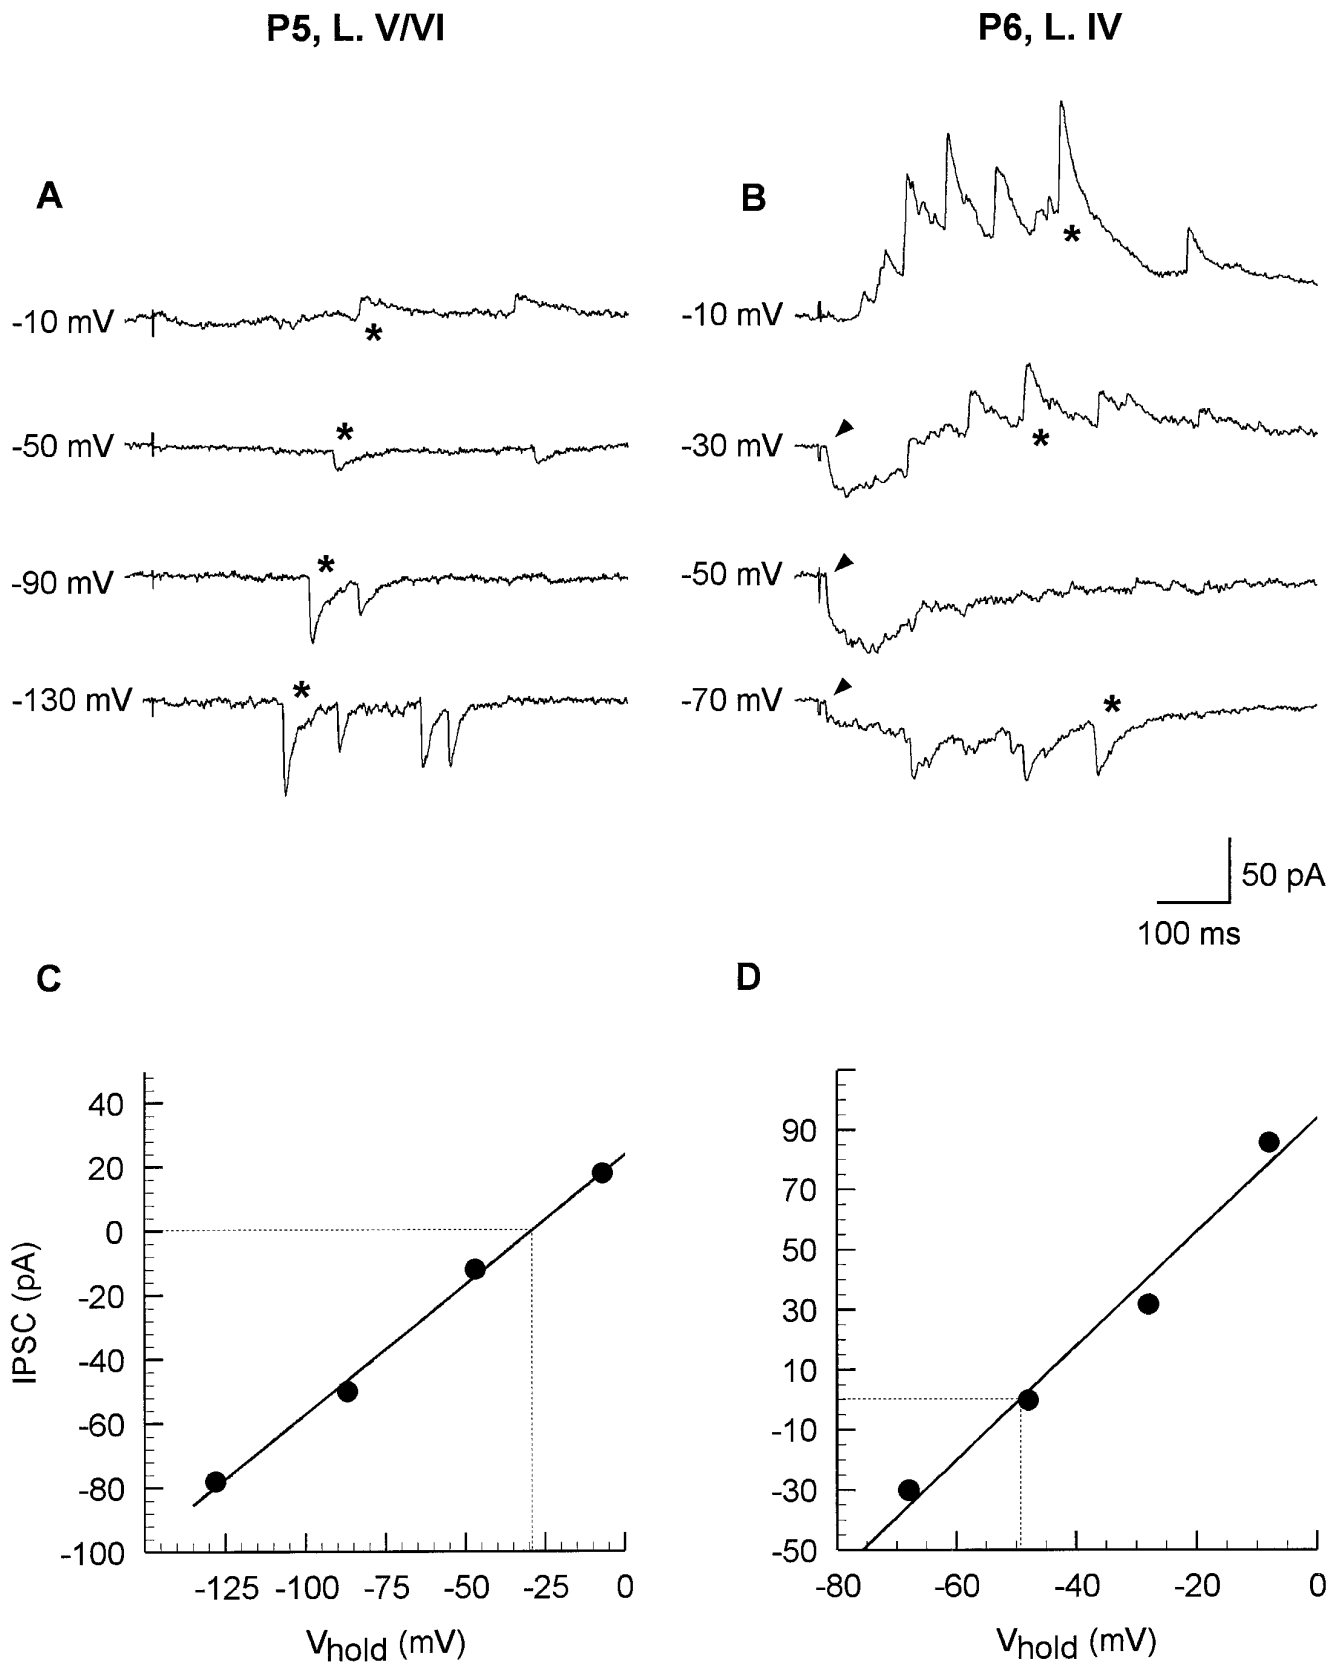 P5, L. V/VI
P6, L. IV
A
-10 mV
*
-50 mV
*
-90 mV
*
-130 mV
*
B
-10 mV
*
-30 mV
*
-50 mV
-70 mV
*
50 pA
100 ms
C
IPSC (pA)
40
20
0
-20
-40
-60
-80
-100
-125 -100 -75 -50 -25 0
Vhold (mV)
D
90
70
50
30
10
-10
-30
-50
-80 -60 -40 -20 0
Vhold (mV)